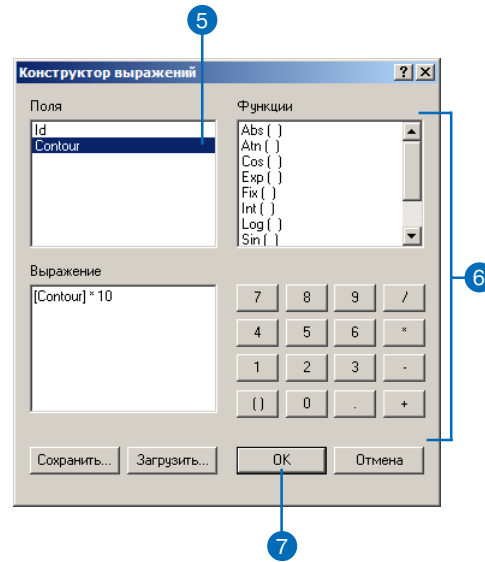 5
Конструктор выражений ? ×
Поля
Id
Contour
Функции
Abs ( )
Atn ( )
Cos ( )
Exp ( )
Fix ( )
Int ( )
Log ( )
Sin ( )
6
Выражение
[Contour] * 10
7 8 9 /
4 5 6 *
1 2 3 -
( ) 0 . +
Сохранить... Загрузить... OK Отмена
7